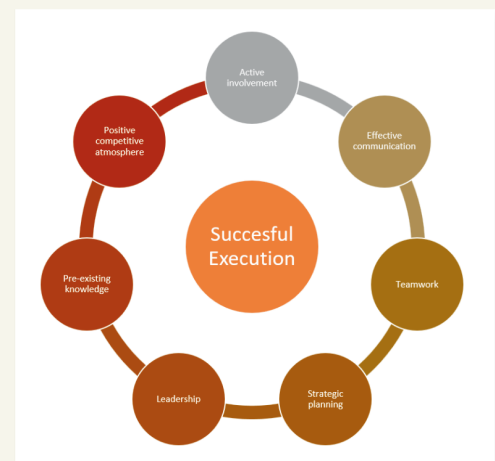 Active
involvement
Effective
communication
Teamwork
Strategic
planning
Leadership
Pre-existing
knowledge
Positive
competitive
atmosphere
Succesful
Execution